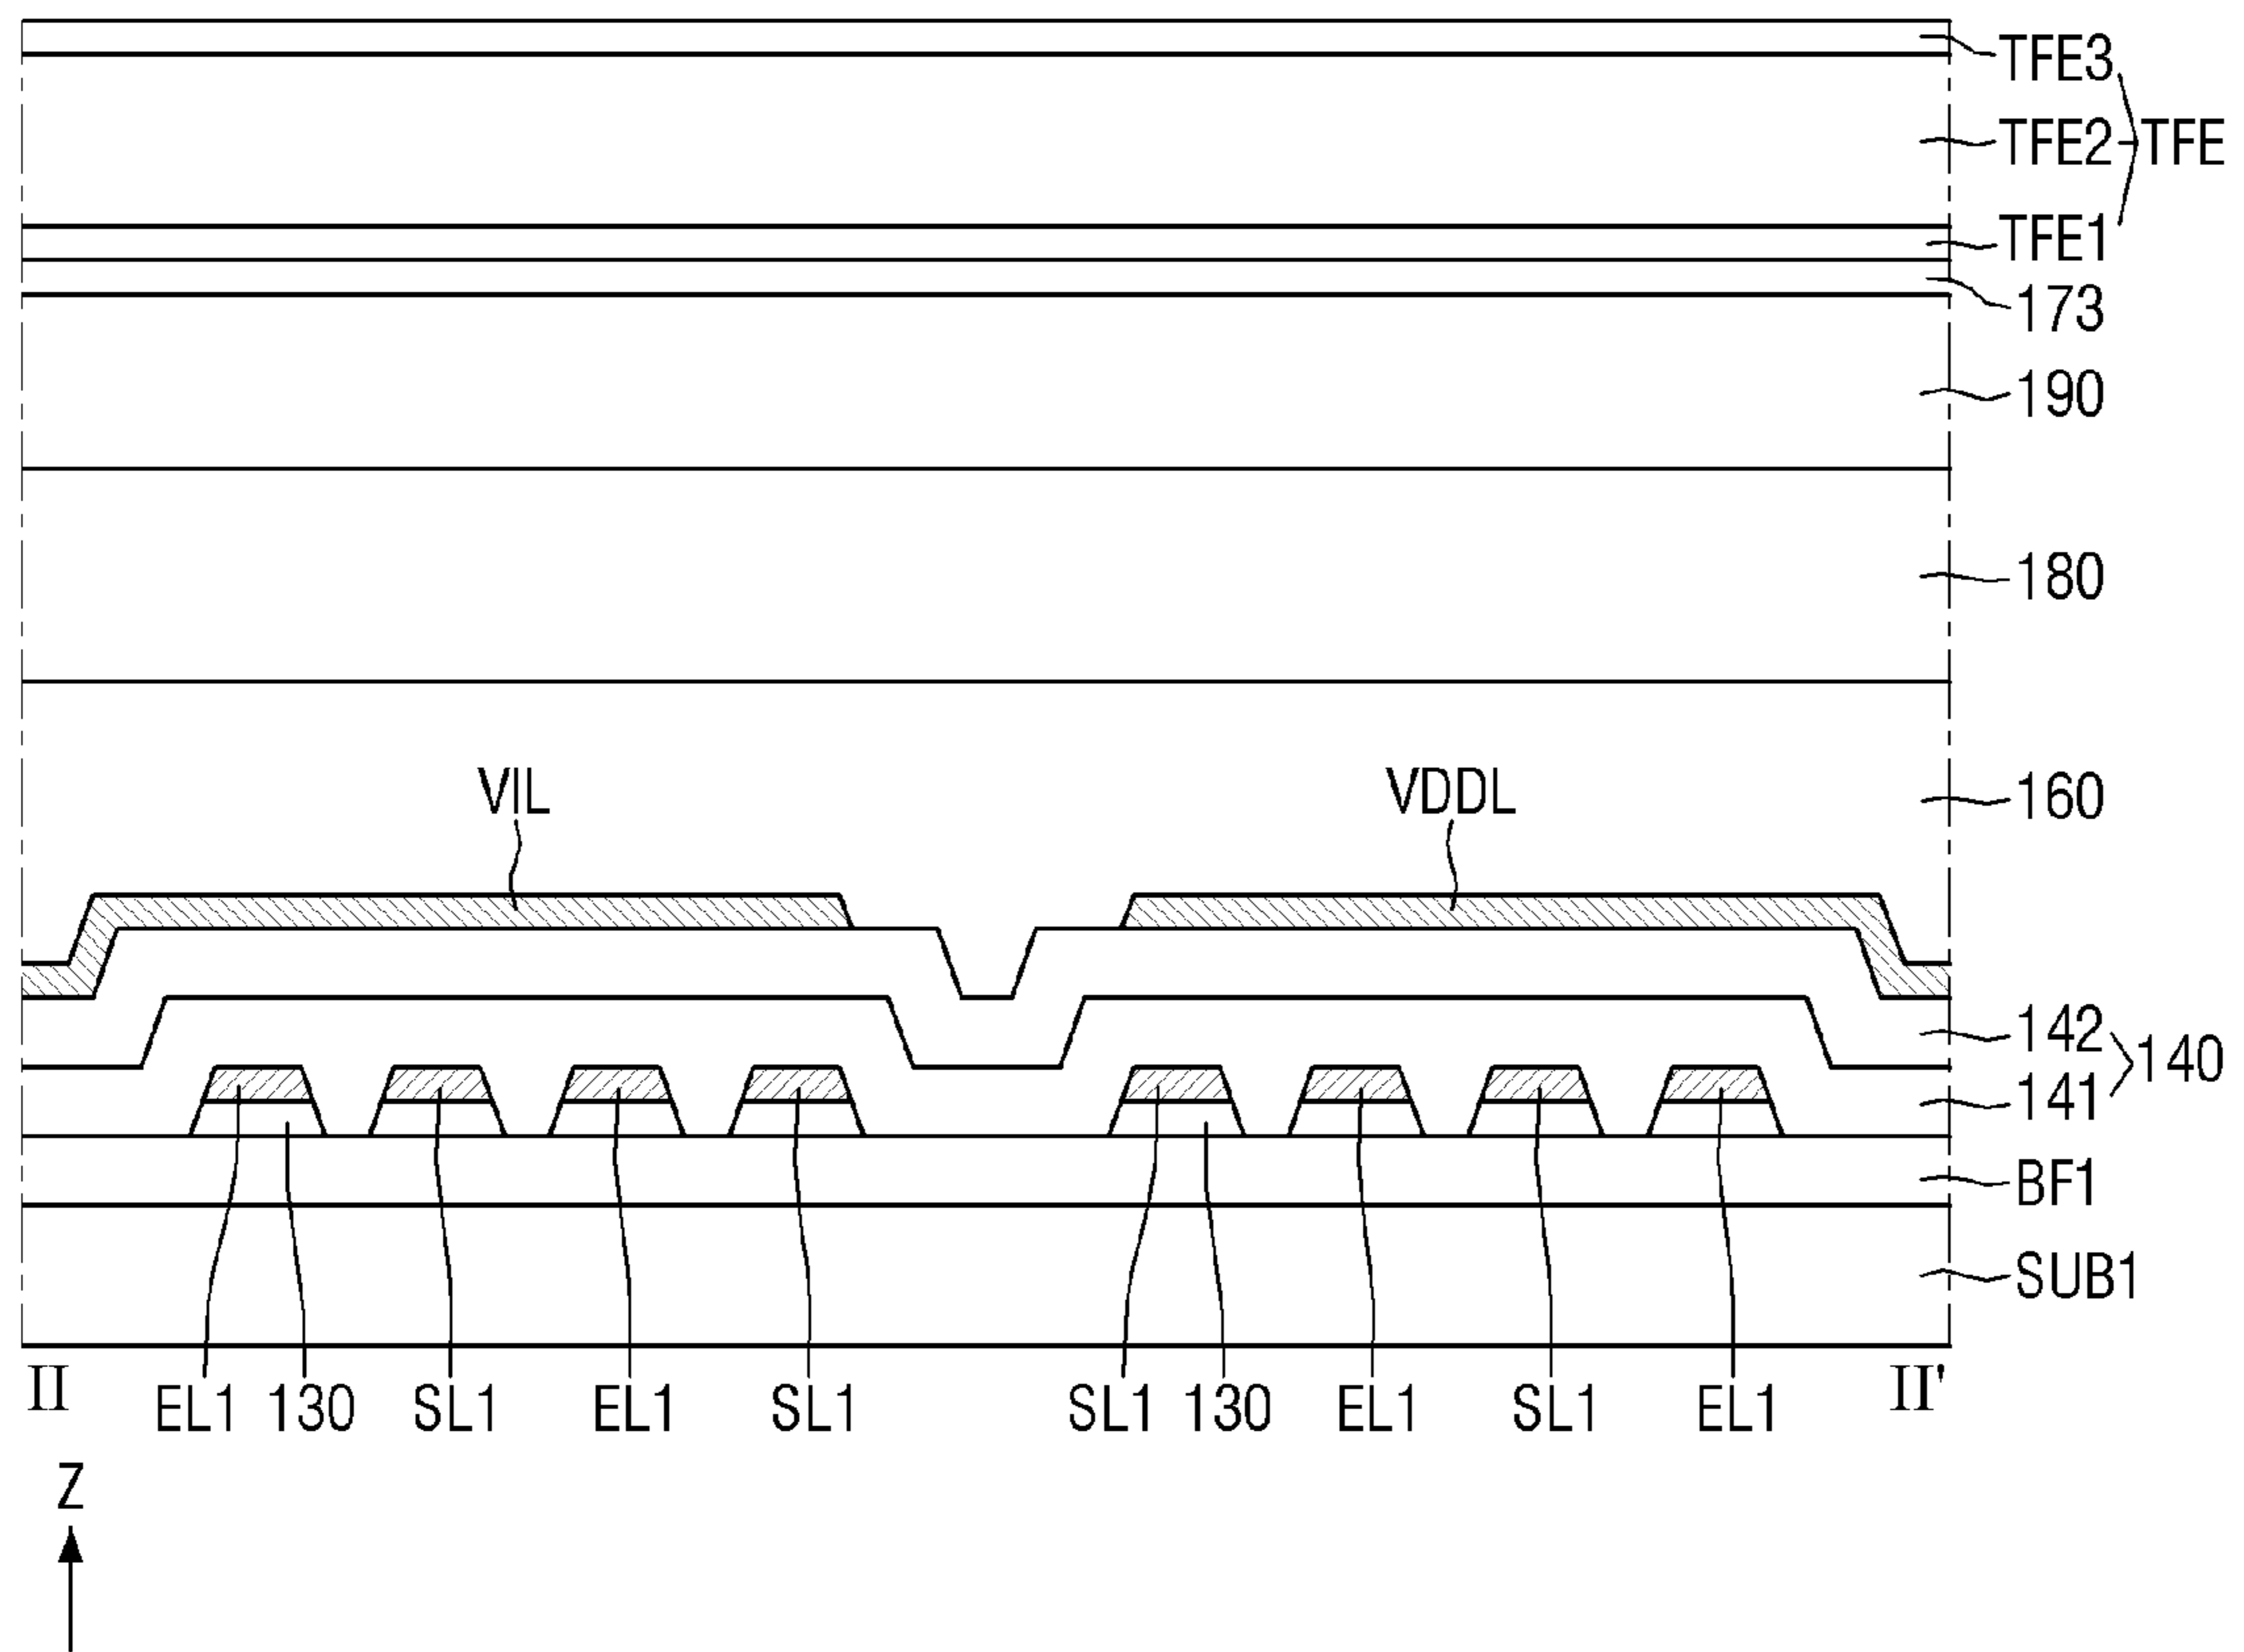 TFE3
TFE2 TFE
TFE1
173
190
180
VIL VDDL 160
142
140
141
BF1
SUB1
II II'
EL1 130 SL1 EL1 SL1 SL1 130 EL1 SL1 EL1
Z